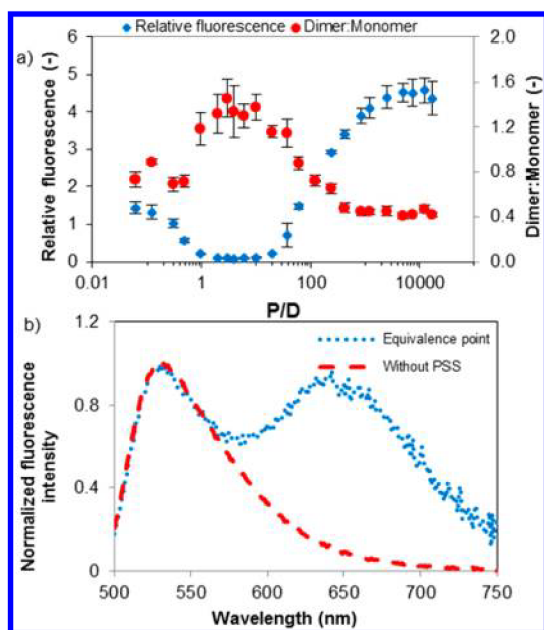 Relative fluorescence Dimer:Monomer
a)
Relative fluorescence (-)
6
5
4
3
2
1
0
2.0
1.6
1.2
0.8
0.4
0.0
Dimer:Monomer (-)
0.01 1 100 10000
P/D
b)
Normalized fluorescence
intensity
1.2
0.8
0.4
0
Equivalence point
Without PSS
500 550 600 650 700 750
Wavelength (nm)